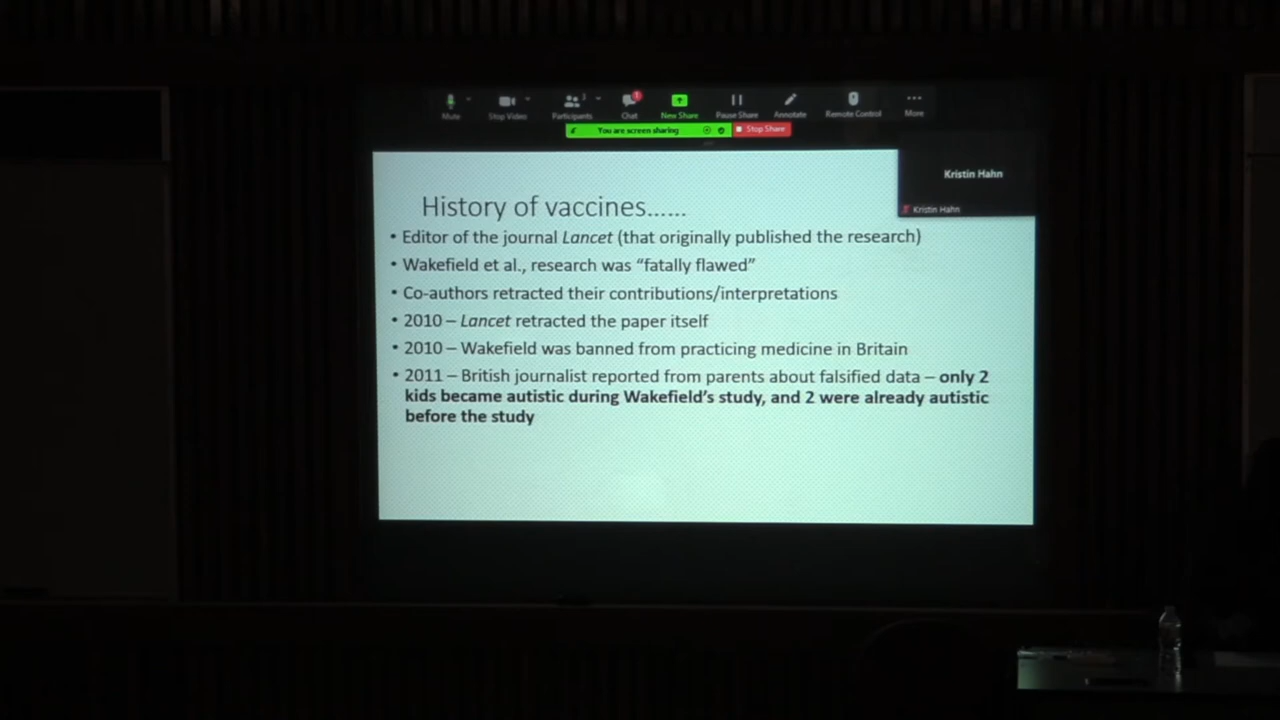 Mute
Stop Video
Participants
3
Chat
1
New Share
Pause Share
Annotate
Remote Control
More
You are screen sharing
Stop Share
Kristin Hahn
Kristin Hahn
History of vaccines......
• Editor of the journal Lancet (that originally published the research)
• Wakefield et al., research was “fatally flawed”
• Co-authors retracted their contributions/interpretations
• 2010 – Lancet retracted the paper itself
• 2010 – Wakefield was banned from practicing medicine in Britain
• 2011 – British journalist reported from parents about falsified data – only 2
kids became autistic during Wakefield’s study, and 2 were already autistic
before the study